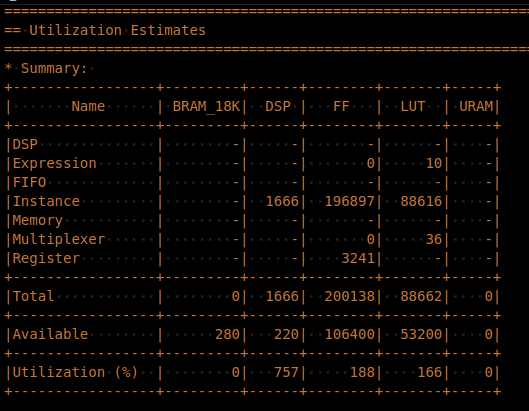 ================================================================
== Utilization Estimates
================================================================
* Summary:
+-----------------+---------+------+--------+-------+-----+
|       Name      | BRAM_18K|  DSP |   FF   |  LUT  | URAM|
+-----------------+---------+------+--------+-------+-----+
|DSP              |        -|     -|       -|      -|    -|
|Expression       |        -|     -|       0|     10|    -|
|FIFO             |        -|     -|       -|      -|    -|
|Instance         |        -|  1666|  196897|  88616|    -|
|Memory           |        -|     -|       -|      -|    -|
|Multiplexer      |        -|     -|       0|     36|    -|
|Register         |        -|     -|    3241|      -|    -|
+-----------------+---------+------+--------+-------+-----+
|Total            |        0|  1666|  200138|  88662|    0|
+-----------------+---------+------+--------+-------+-----+
|Available        |      280|   220|  106400|  53200|    0|
+-----------------+---------+------+--------+-------+-----+
|Utilization (%)  |        0|   757|     188|    166|    0|
+-----------------+---------+------+--------+-------+-----+